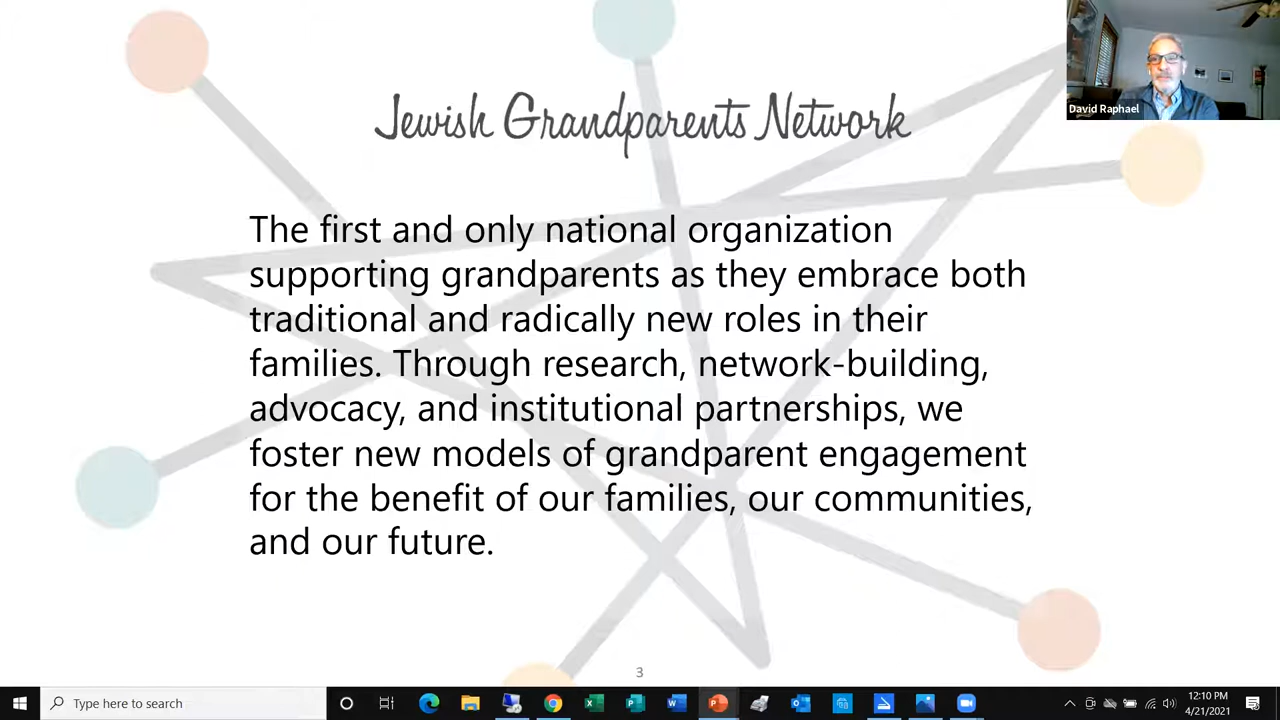 David Raphael
Jewish Grandparents Network
The first and only national organization
supporting grandparents as they embrace both
traditional and radically new roles in their
families. Through research, network-building,
advocacy, and institutional partnerships, we
foster new models of grandparent engagement
for the benefit of our families, our communities,
and our future.
3
Type here to search
12:10 PM
4/21/2021